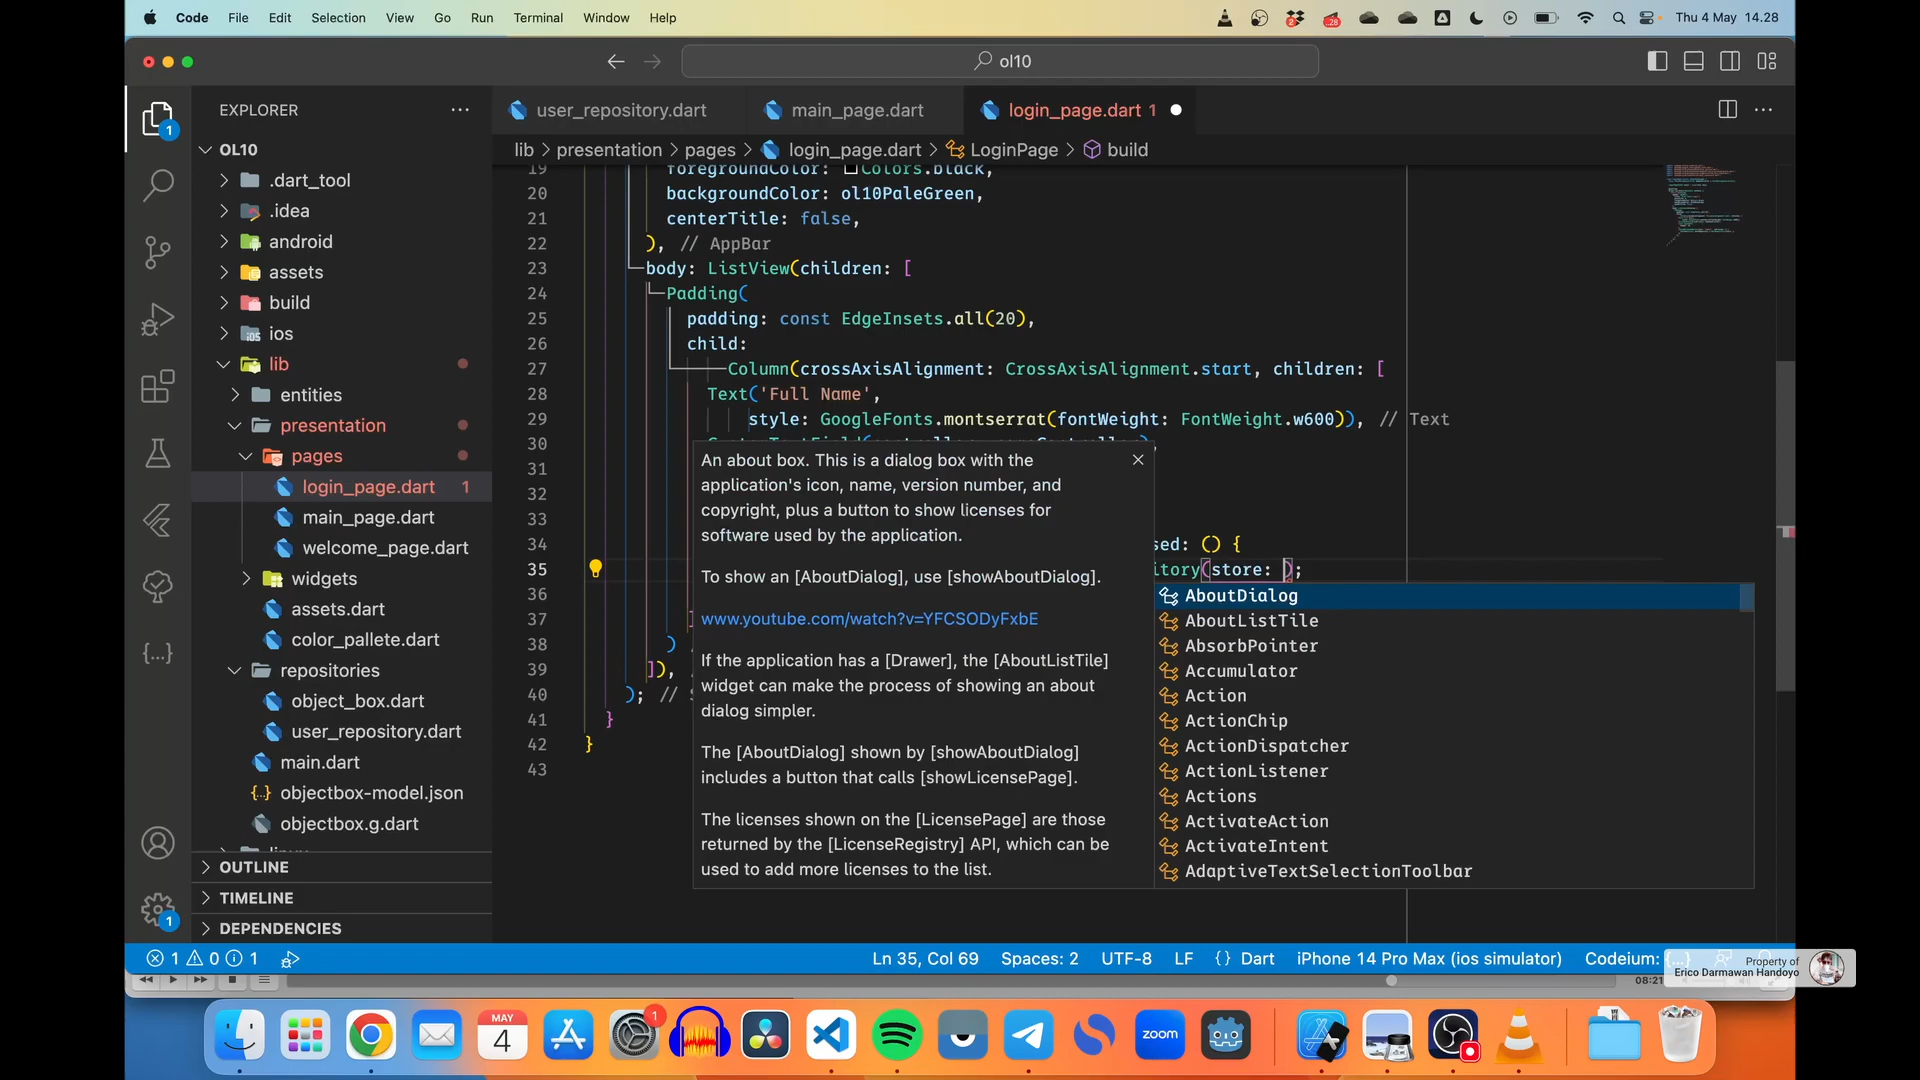 Code File Edit Selection View Go Run Terminal Window Help
Thu 4 May 14.28
ol10
EXPLORER
user_repository.dart
main_page.dart
login_page.dart 1
lib > presentation > pages > login_page.dart > LoginPage > build
OL10
.dart_tool
.idea
android
assets
build
ios
lib
entities
presentation
pages
login_page.dart 1
main_page.dart
welcome_page.dart
widgets
assets.dart
color_pallete.dart
repositories
object_box.dart
user_repository.dart
main.dart
objectbox-model.json
objectbox.g.dart
OUTLINE
TIMELINE
DEPENDENCIES
19 foregroundColor: Colors.black,
20 backgroundColor: ol10PaleGreen,
21 centerTitle: false,
22 ), // AppBar
23 body: ListView(children: [
24 Padding(
25 padding: const EdgeInsets.all(20),
26 child:
27 Column(crossAxisAlignment: CrossAxisAlignment.start, children: [
28 Text('Full Name',
29 style: GoogleFonts.montserrat(fontWeight: FontWeight.w600)), // Text
30
31
32
33
34 sed: () {
35 itory(store: );
36
37
38 )
39 ]),
40 ); //
41 }
42 }
43
An about box. This is a dialog box with the
application's icon, name, version number, and
copyright, plus a button to show licenses for
software used by the application.
To show an [AboutDialog], use [showAboutDialog].
www.youtube.com/watch?v=YFCSODyFxbE
If the application has a [Drawer], the [AboutListTile]
widget can make the process of showing an about
dialog simpler.
The [AboutDialog] shown by [showAboutDialog]
includes a button that calls [showLicensePage].
The licenses shown on the [LicensePage] are those
returned by the [LicenseRegistry] API, which can be
used to add more licenses to the list.
AboutDialog
AboutListTile
AbsorbPointer
Accumulator
Action
ActionChip
ActionDispatcher
ActionListener
Actions
ActivateAction
ActivateIntent
AdaptiveTextSelectionToolbar
1 0 1
Ln 35, Col 69 Spaces: 2 UTF-8 LF {} Dart iPhone 14 Pro Max (ios simulator) Codeium: {...}
Property of
Erico Darmawan Handoyo
08:21
MAY
4
1
zoom